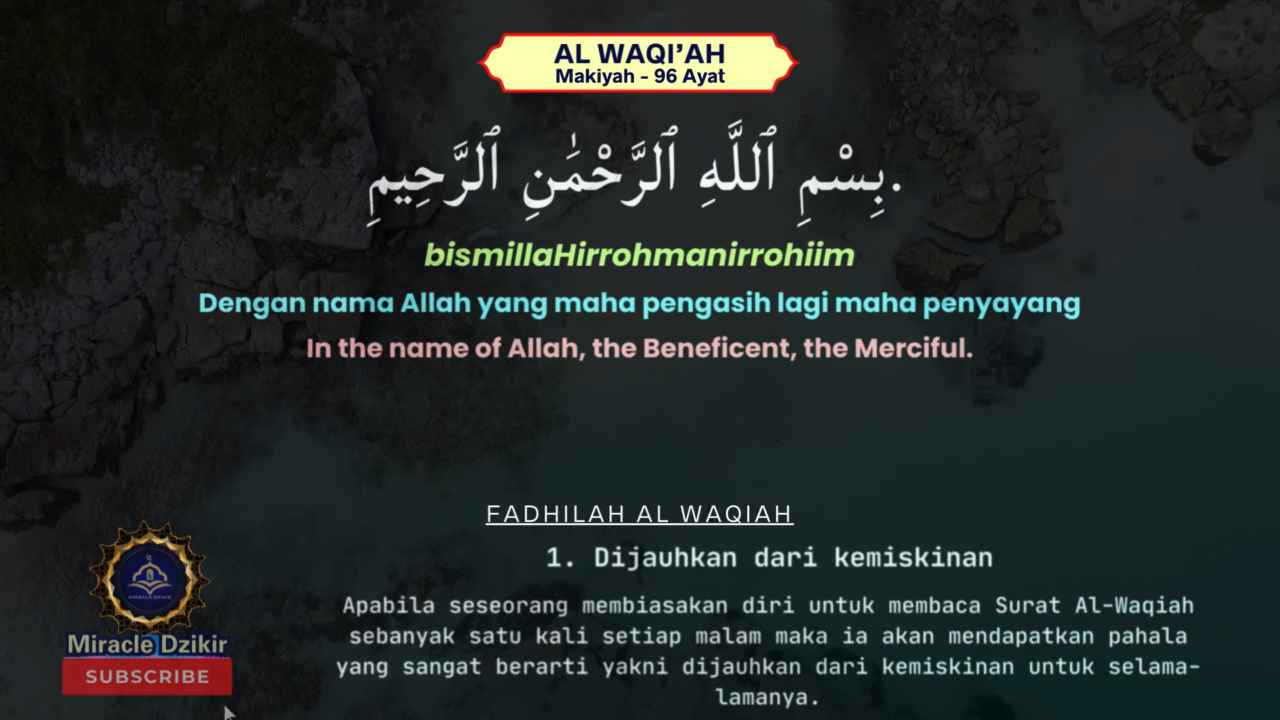 AL WAQI'AH
Makiyah - 96 Ayat
بِسْمِ ٱللَّهِ ٱلرَّحْمَٰنِ ٱلرَّحِيمِ.
bismillaHirrohmanirrohiim
Dengan nama Allah yang maha pengasih lagi maha penyayang
In the name of Allah, the Beneficent, the Merciful.
FADHILAH AL WAQIAH
1. Dijauhkan dari kemiskinan
Apabila seseorang membiasakan diri untuk membaca Surat Al-Waqiah
sebanyak satu kali setiap malam maka ia akan mendapatkan pahala
yang sangat berarti yakni dijauhkan dari kemiskinan untuk selama-
lamanya.
Miracle Dzikir
SUBSCRIBE